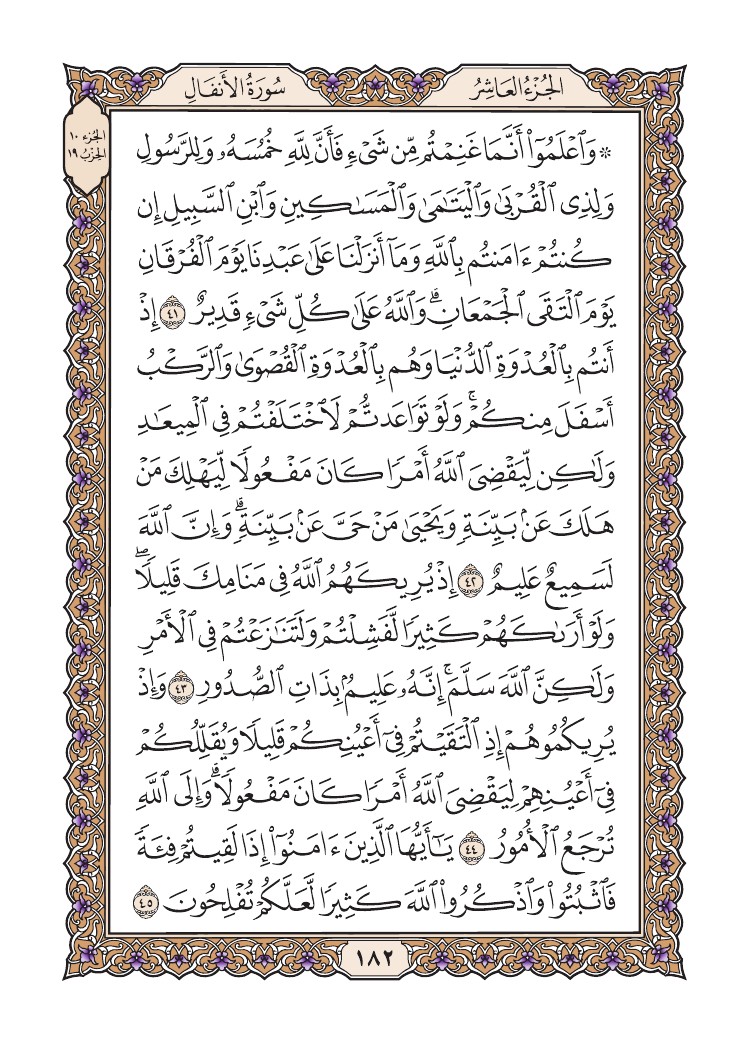 الجُزْءُ العَاشِرُ
سُورَةُ الأَنفَالِ
الجُزء ١٠
الحِزْبُ ١٩
۞ وَٱعْلَمُوٓا۟ أَنَّمَا غَنِمْتُم مِّن شَىْءٍ فَأَنَّ لِلَّهِ خُمُسَهُۥ وَلِلرَّسُولِ
وَلِذِى ٱلْقُرْبَىٰ وَٱلْيَتَٰمَىٰ وَٱلْمَسَٰكِينِ وَٱبْنِ ٱلسَّبِيلِ إِن
كُنتُمْ ءَامَنتُم بِٱللَّهِ وَمَآ أَنزَلْنَا عَلَىٰ عَبْدِنَا يَوْمَ ٱلْفُرْقَانِ
يَوْمَ ٱلْتَقَى ٱلْجَمْعَانِ ۗ وَٱللَّهُ عَلَىٰ كُلِّ شَىْءٍ قَدِيرٌ ٤١ إِذْ
أَنتُم بِٱلْعُدْوَةِ ٱلدُّنْيَا وَهُم بِٱلْعُدْوَةِ ٱلْقُصْوَىٰ وَٱلرَّكْبُ
أَسْفَلَ مِنكُمْ ۚ وَلَوْ تَوَاعَدتُّمْ لَٱخْتَلَفْتُمْ فِى ٱلْمِيعَٰدِ
وَلَٰكِن لِّيَقْضِىَ ٱللَّهُ أَمْرًا كَانَ مَفْعُولًا لِّيَهْلِكَ مَنْ
هَلَكَ عَنۢ بَيِّنَةٍ وَيَحْيَىٰ مَنْ حَىَّ عَنۢ بَيِّنَةٍ ۗ وَإِنَّ ٱللَّهَ
لَسَمِيعٌ عَلِيمٌ ٤٢ إِذْ يُرِيكَهُمُ ٱللَّهُ فِى مَنَامِكَ قَلِيلًا ۖ
وَلَوْ أَرَىٰكَهُمْ كَثِيرًا لَّفَشِلْتُمْ وَلَتَنَٰزَعْتُمْ فِى ٱلْأَمْرِ
وَلَٰكِنَّ ٱللَّهَ سَلَّمَ ۚ إِنَّهُۥ عَلِيمٌۢ بِذَاتِ ٱلصُّدُورِ ٤٣ وَإِذْ
يُرِيكُمُوهُمْ إِذِ ٱلْتَقَيْتُمْ فِىٓ أَعْيُنِكُمْ قَلِيلًا وَيُقَلِّلُكُمْ
فِىٓ أَعْيُنِهِمْ لِيَقْضِىَ ٱللَّهُ أَمْرًا كَانَ مَفْعُولًا ۗ وَإِلَى ٱللَّهِ
تُرْجَعُ ٱلْأُمُورُ ٤٤ يَٰٓأَيُّهَا ٱلَّذِينَ ءَامَنُوٓا۟ إِذَا لَقِيتُمْ فِئَةً
فَٱثْبُتُوا۟ وَٱذْكُرُوا۟ ٱللَّهَ كَثِيرًا لَّعَلَّكُمْ تُفْلِحُونَ ٤٥
١٨٢